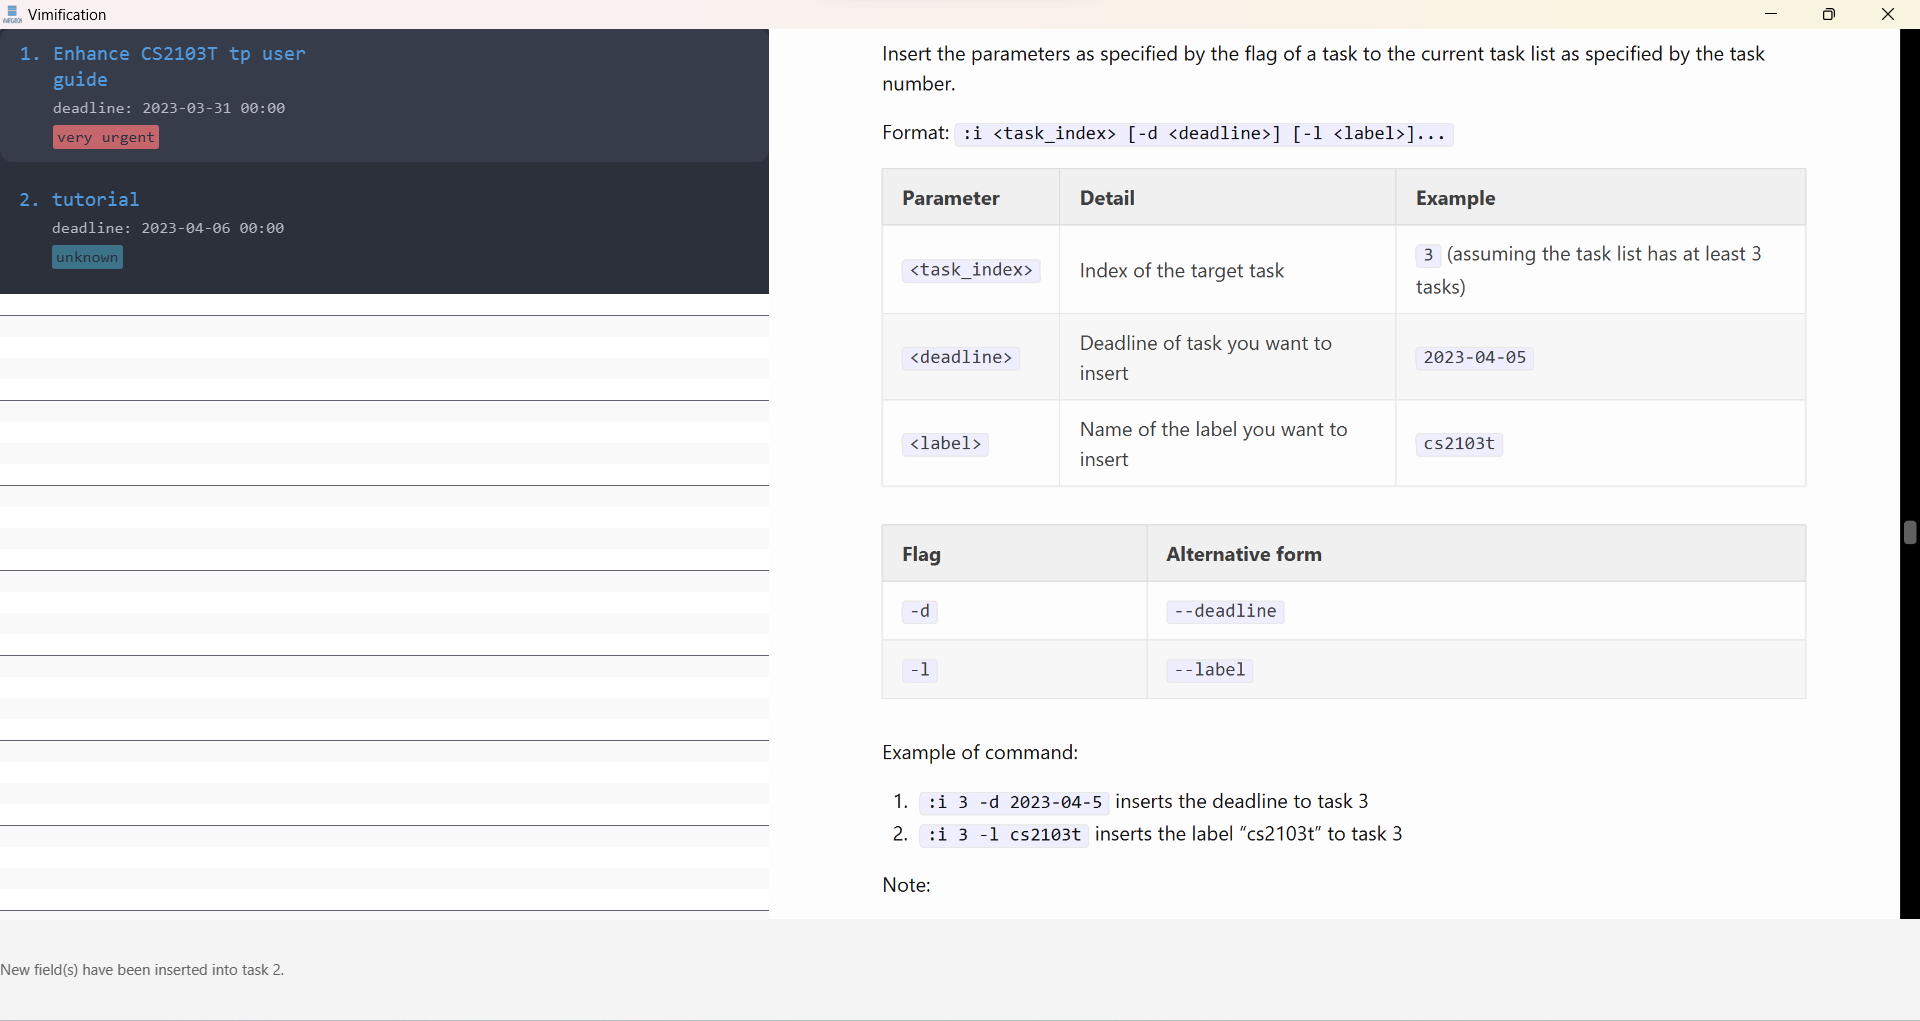 Vimification
1. Enhance CS2103T tp user
guide
deadline: 2023-03-31 00:00
very urgent
2. tutorial
deadline: 2023-04-06 00:00
unknown
Insert the parameters as specified by the flag of a task to the current task list as specified by the task
number.
Format: :i <task_index> [-d <deadline>] [-l <label>]...
Parameter Detail Example
<task_index> Index of the target task 3 (assuming the task list has at least 3
tasks)
<deadline> Deadline of task you want to
insert 2023-04-05
<label> Name of the label you want to
insert cs2103t
Flag Alternative form
-d --deadline
-l --label
Example of command:
1. :i 3 -d 2023-04-5 inserts the deadline to task 3
2. :i 3 -l cs2103t inserts the label “cs2103t” to task 3
Note:
New field(s) have been inserted into task 2.